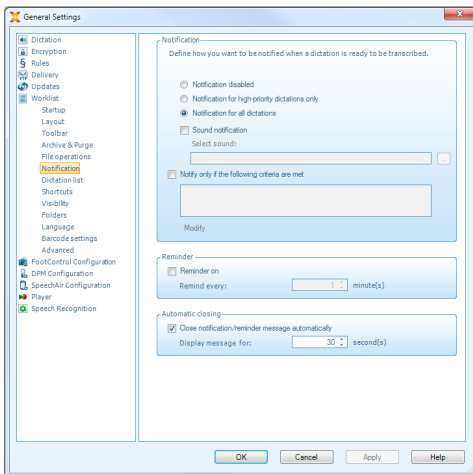 General Settings
Dictation
Encryption
Rules
Delivery
Updates
Worklist
Startup
Layout
Toolbar
Archive & Purge
File operations
Notification
Dictation list
Shortcuts
Visibility
Folders
Language
Barcode settings
Advanced
FootControl Configuration
DPM Configuration
SpeechAir Configuration
Player
Speech Recognition
Notification
Define how you want to be notified when a dictation is ready to be transcribed.
Notification disabled
Notification for high-priority dictations only
Notification for all dictations
Sound notification
Select sound:
...
Notify only if the following criteria are met
Modify
Reminder
Reminder on
Remind every: 1 minute(s)
Automatic closing
Close notification/reminder message automatically
Display message for: 30 second(s)
OK Cancel Apply Help